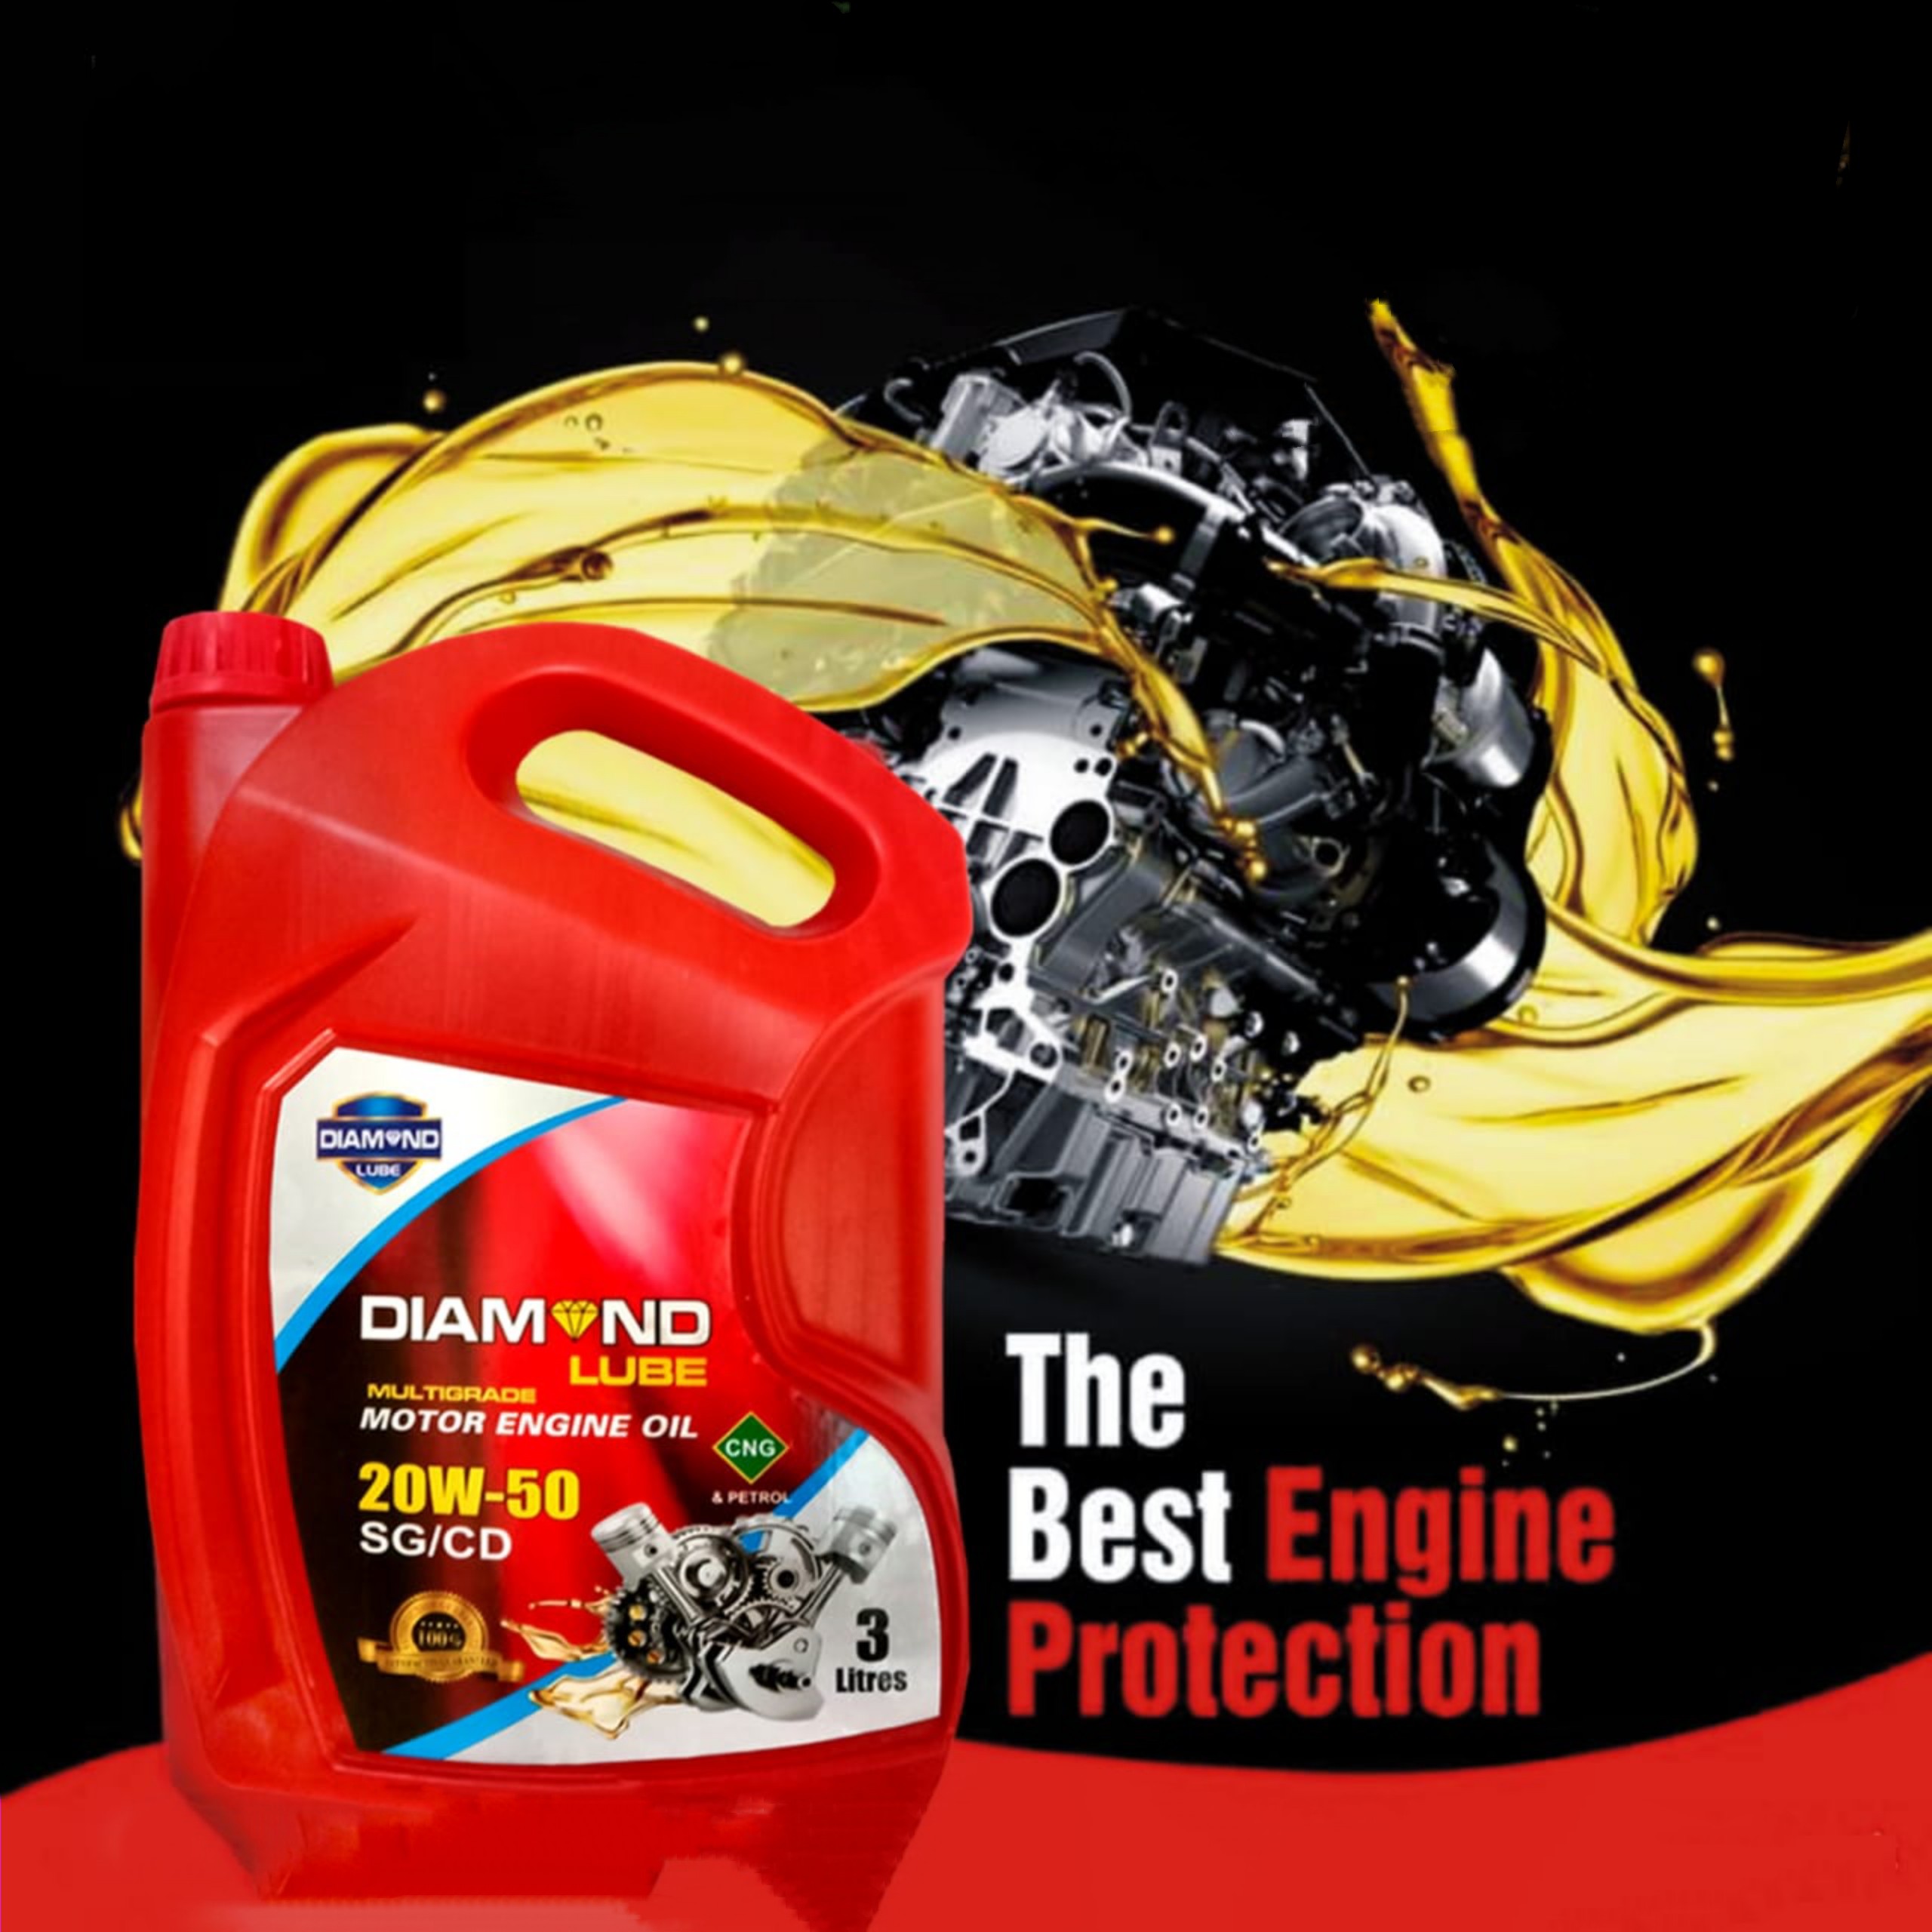 DIAMOND
LUBE
DIAMOND
LUBE
MULTIGRADE
MOTOR ENGINE OIL
CNG
& PETROL
20W-50
SG/CD
100%
3
Litres
The
Best Engine
Protection